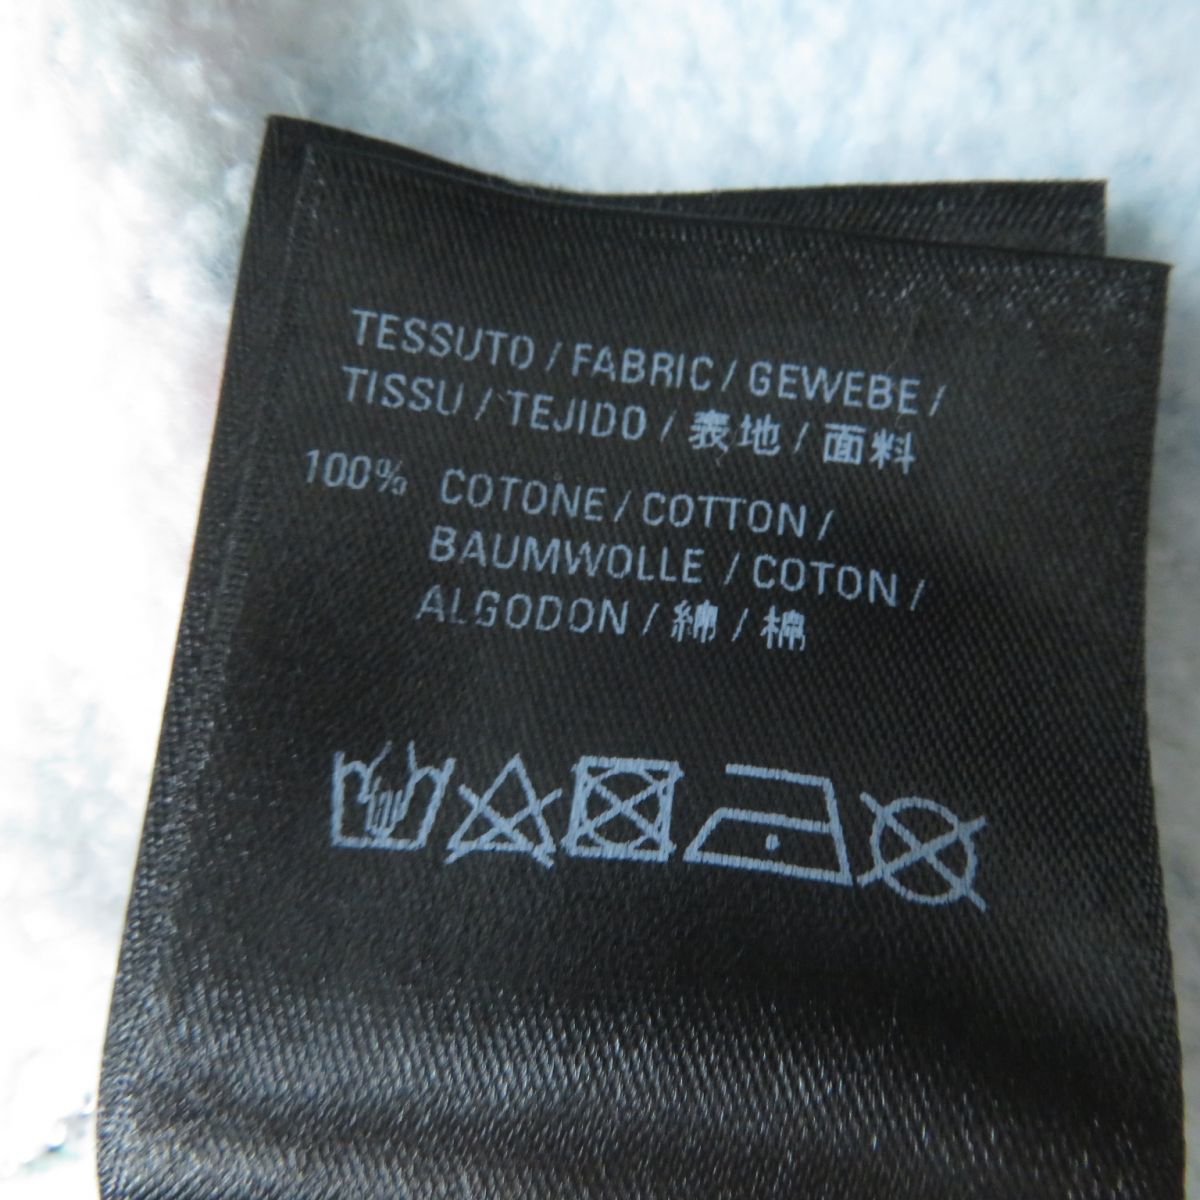 TESSUTO / FABRIC / GEWEBE /
TISSU / TEJIDO / 表地 / 面料
100% COTONE / COTTON /
BAUMWOLLE / COTON /
ALGODON / 綿 / 棉